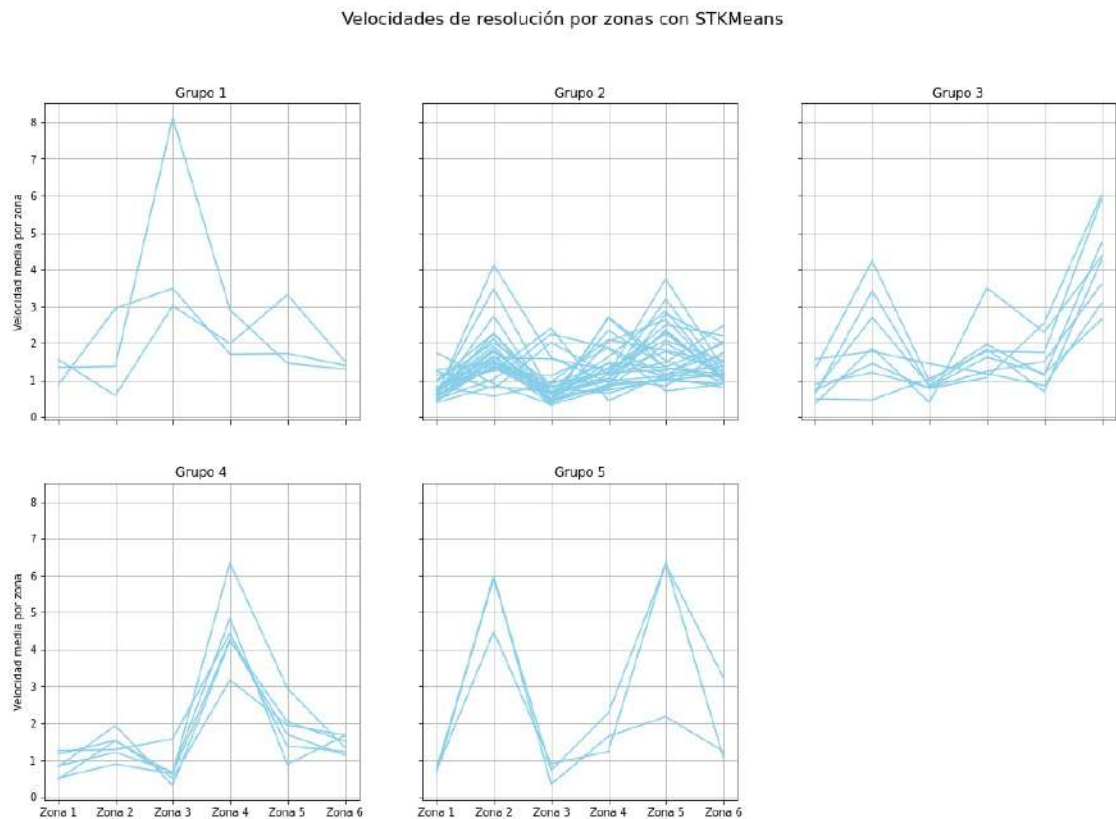 Velocidades de resolución por zonas con STKMeans
Grupo 1
Grupo 2
Grupo 3
Velocidad media por zona
8
7
6
5
4
3
2
1
0
Grupo 4
Grupo 5
Velocidad media por zona
8
7
6
5
4
3
2
1
0
Zona 1 Zona 2 Zona 3 Zona 4 Zona 5 Zona 6
Zona 1 Zona 2 Zona 3 Zona 4 Zona 5 Zona 6